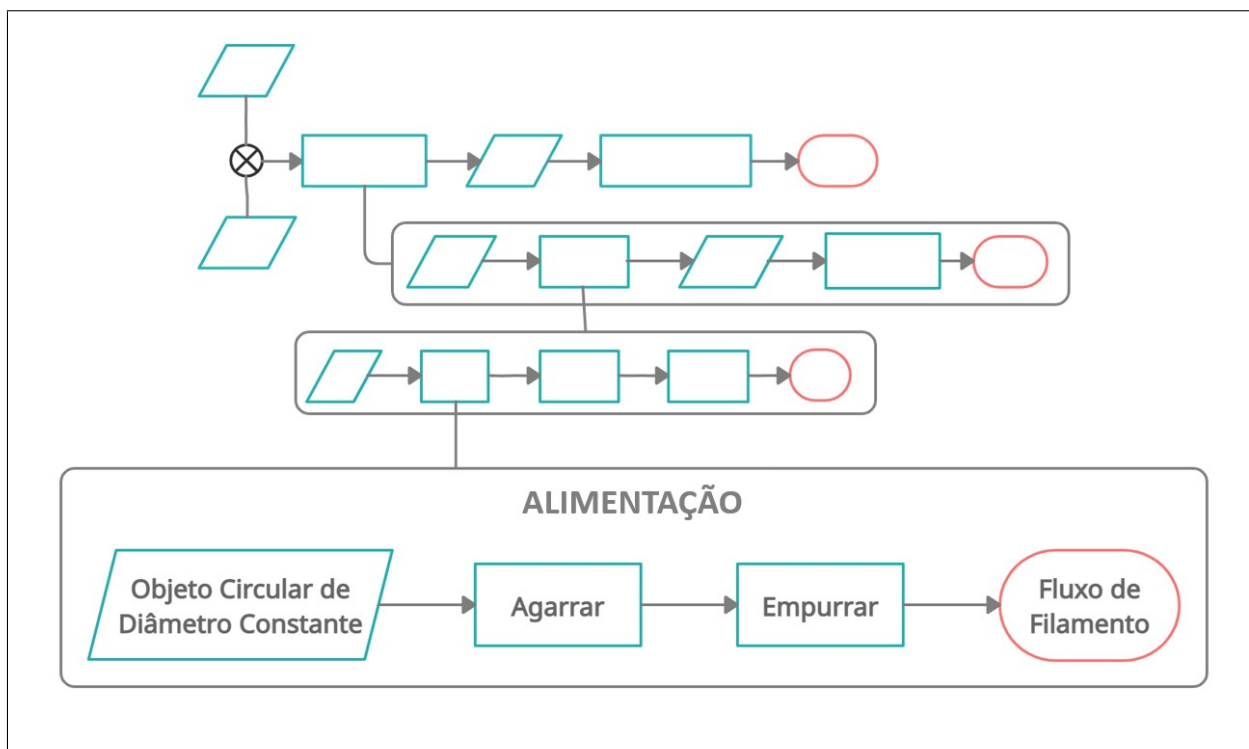 ALIMENTAÇÃO
Objeto Circular de
Diâmetro Constante
Agarrar
Empurrar
Fluxo de
Filamento